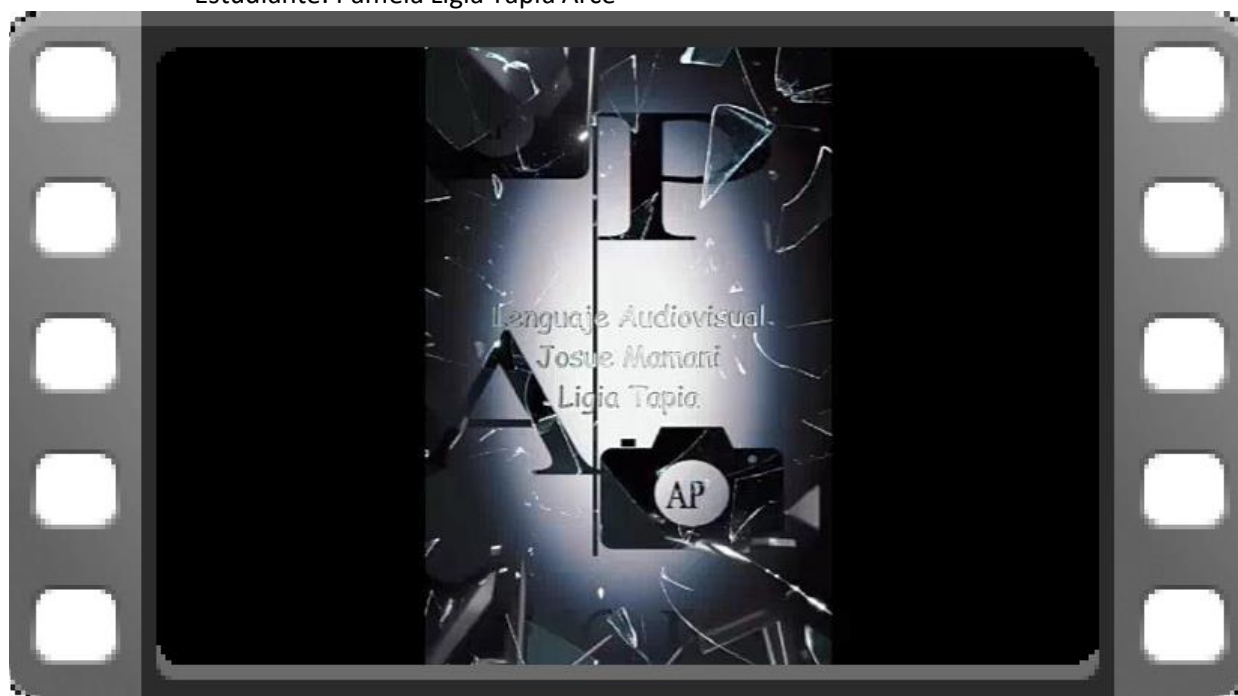 Estudiante: Pamela Ligia Tapia Arce
P
Lenguaje Audiovisual
Josue Mamani
Ligia Tapia
A
AP